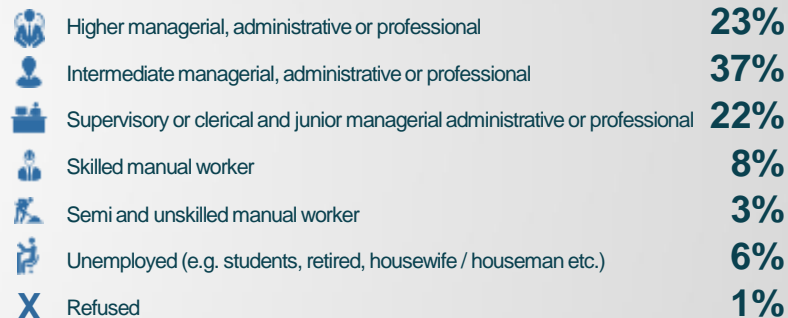 Higher managerial, administrative or professional 23%
Intermediate managerial, administrative or professional 37%
Supervisory or clerical and junior managerial administrative or professional 22%
Skilled manual worker 8%
Semi and unskilled manual worker 3%
Unemployed (e.g. students, retired, housewife / houseman etc.) 6%
X Refused 1%